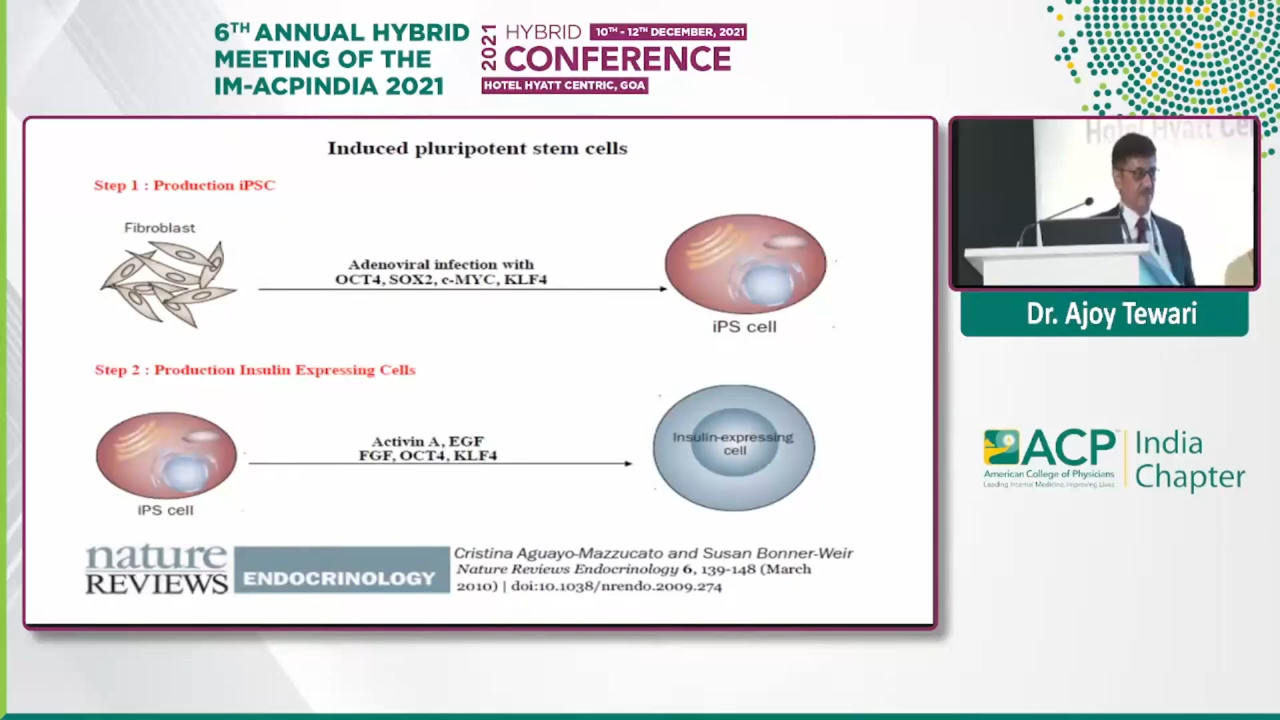 6TH ANNUAL HYBRID
MEETING OF THE
IM-ACPINDIA 2021
2021
HYBRID
10TH - 12TH DECEMBER, 2021
CONFERENCE
HOTEL HYATT CENTRIC, GOA
Induced pluripotent stem cells
Step 1 : Production iPSC
Fibroblast
Adenoviral infection with
OCT4, SOX2, c-MYC, KLF4
iPS cell
Step 2 : Production Insulin Expressing Cells
Activin A, EGF
FGF, OCT4, KLF4
Insulin-expressing
cell
iPS cell
nature
REVIEWS
ENDOCRINOLOGY
Cristina Aguayo-Mazzucato and Susan Bonner-Weir
Nature Reviews Endocrinology 6, 139-148 (March
2010) | doi:10.1038/nrendo.2009.274
Hotel Hyatt Ce
Dr. Ajoy Tewari
ACP
American College of Physicians
Leading Internal Medicine, Improving Lives
India
Chapter